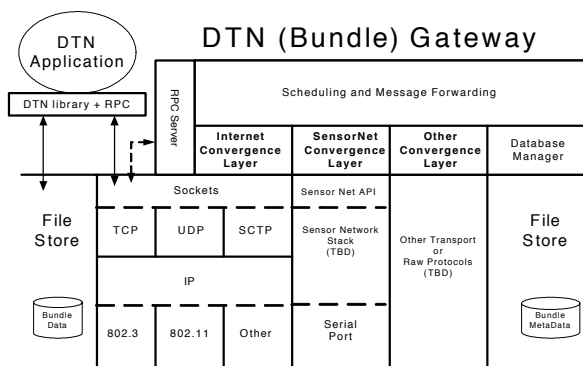 DTN
Application
DTN (Bundle) Gateway
DTN library + RPC
RPC Server
Scheduling and Message Forwarding
Internet
Convergence
Layer
SensorNet
Convergence
Layer
Other
Convergence
Layer
Database
Manager
File
Store
Sockets
Sensor Net API
TCP
UDP
SCTP
Sensor Network
Stack
(TBD)
Other Transport
or
Raw Protocols
(TBD)
File
Store
IP
Bundle
Data
802.3
802.11
Other
Serial
Port
Bundle
MetaData